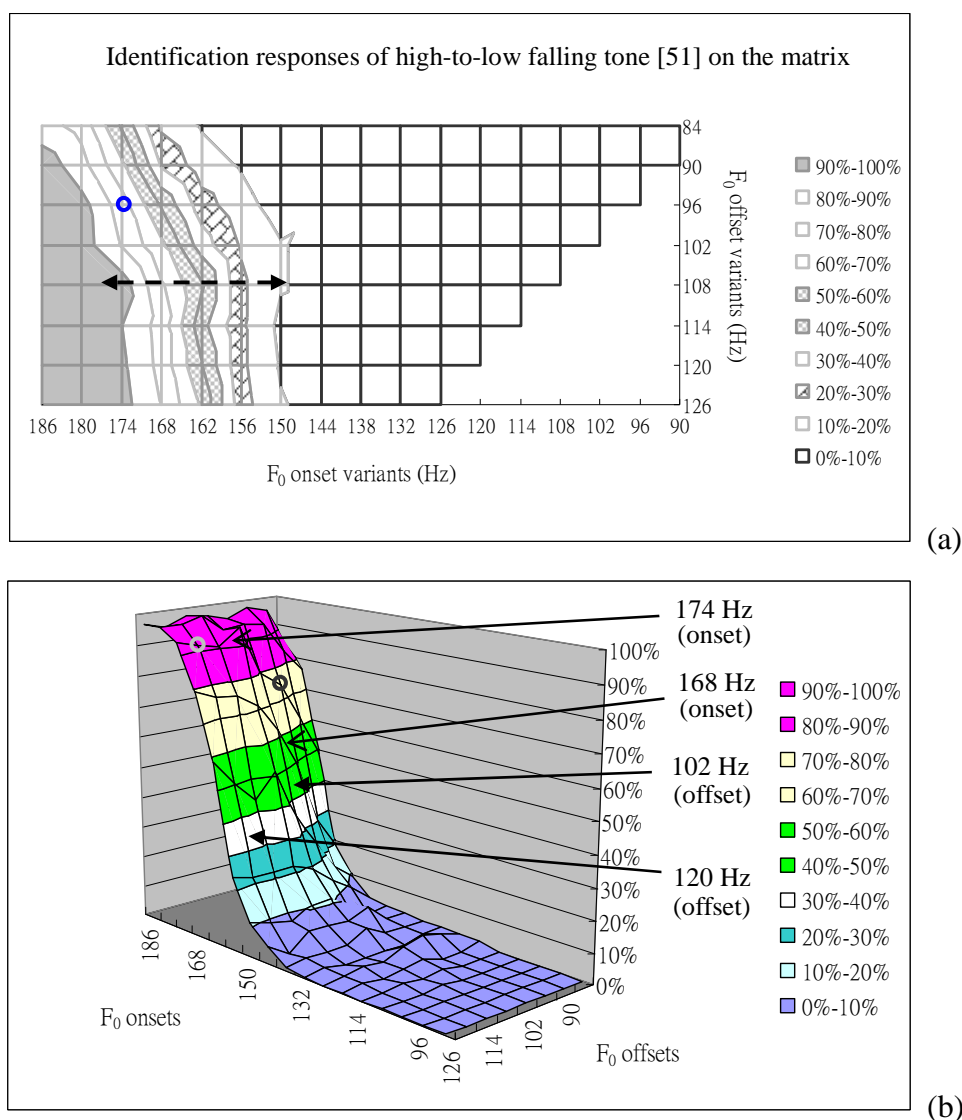 Identification responses of high-to-low falling tone [51] on the matrix
84
90
96
102
108
114
120
126
F0 offset variants (Hz)
186 180 174 168 162 156 150 144 138 132 126 120 114 108 102 96 90
F0 onset variants (Hz)
90%-100%
80%-90%
70%-80%
60%-70%
50%-60%
40%-50%
30%-40%
20%-30%
10%-20%
0%-10%
(a)
174 Hz
(onset)
168 Hz
(onset)
102 Hz
(offset)
120 Hz
(offset)
100%
90%
80%
70%
60%
50%
40%
30%
20%
10%
0%
186 168 150 132 114 96
F0 onsets
126 114 102 90
F0 offsets
90%-100%
80%-90%
70%-80%
60%-70%
50%-60%
40%-50%
30%-40%
20%-30%
10%-20%
0%-10%
(b)